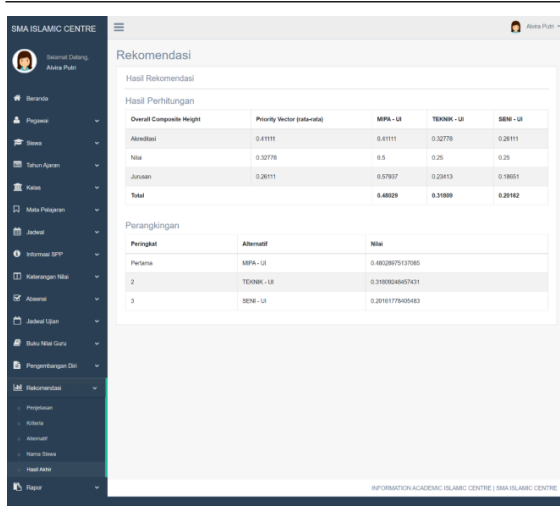 SMA ISLAMIC CENTRE
Alvira Putri
Selamat Datang,
Alvira Putri
Beranda
Pegawai
Siswa
Tahun Ajaran
Kelas
Mata Pelajaran
Jadwal
Informasi SPP
Keterangan Nilai
Absensi
Jadwal Ujian
Buku Nilai Guru
Pengembangan Diri
Rekomendasi
Penjelasan
Kriteria
Alternatif
Nama Siswa
Hasil Akhir
Rapor
Rekomendasi
Hasil Rekomendasi
Hasil Perhitungan
Overall Composite Height Priority Vector (rata-rata) MIPA - UI TEKNIK - UI SENI - UI
Akreditasi 0.41111 0.41111 0.32778 0.26111
Nilai 0.32778 0.5 0.25 0.25
Jurusan 0.26111 0.57937 0.23413 0.18651
Total 0.48029 0.31809 0.20162
Perangkingan
Peringkat Alternatif Nilai
Pertama MIPA - UI 0.48028975137085
2 TEKNIK - UI 0.31809246457431
3 SENI - UI 0.20161778405483
INFORMATION ACADEMIC ISLAMIC CENTRE | SMA ISLAMIC CENTRE